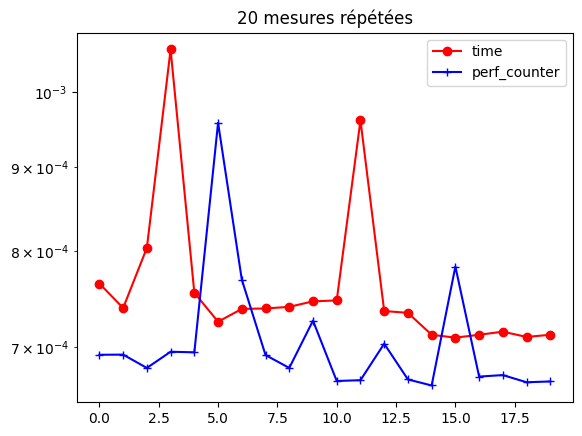 20 mesures répétées
time
perf_counter
10⁻³
9 × 10⁻⁴
8 × 10⁻⁴
7 × 10⁻⁴
0.0 2.5 5.0 7.5 10.0 12.5 15.0 17.5